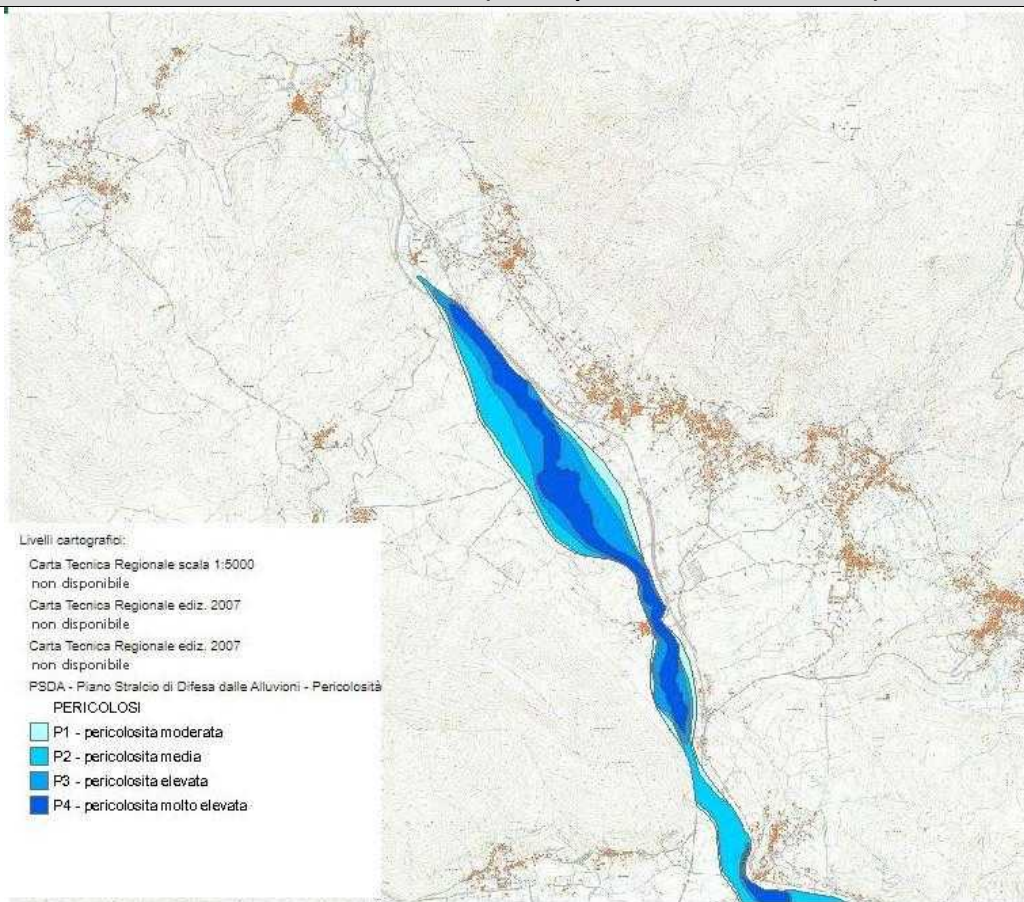 Livelli cartografici:
Carta Tecnica Regionale scala 1:5000
non disponibile
Carta Tecnica Regionale ediz. 2007
non disponibile
Carta Tecnica Regionale ediz. 2007
non disponibile
PSDA - Piano Stralcio di Difesa dalle Alluvioni - Pericolosità
PERICOLOSI
P1 - pericolosita moderata
P2 - pericolosita media
P3 - pericolosita elevata
P4 - pericolosita molto elevata